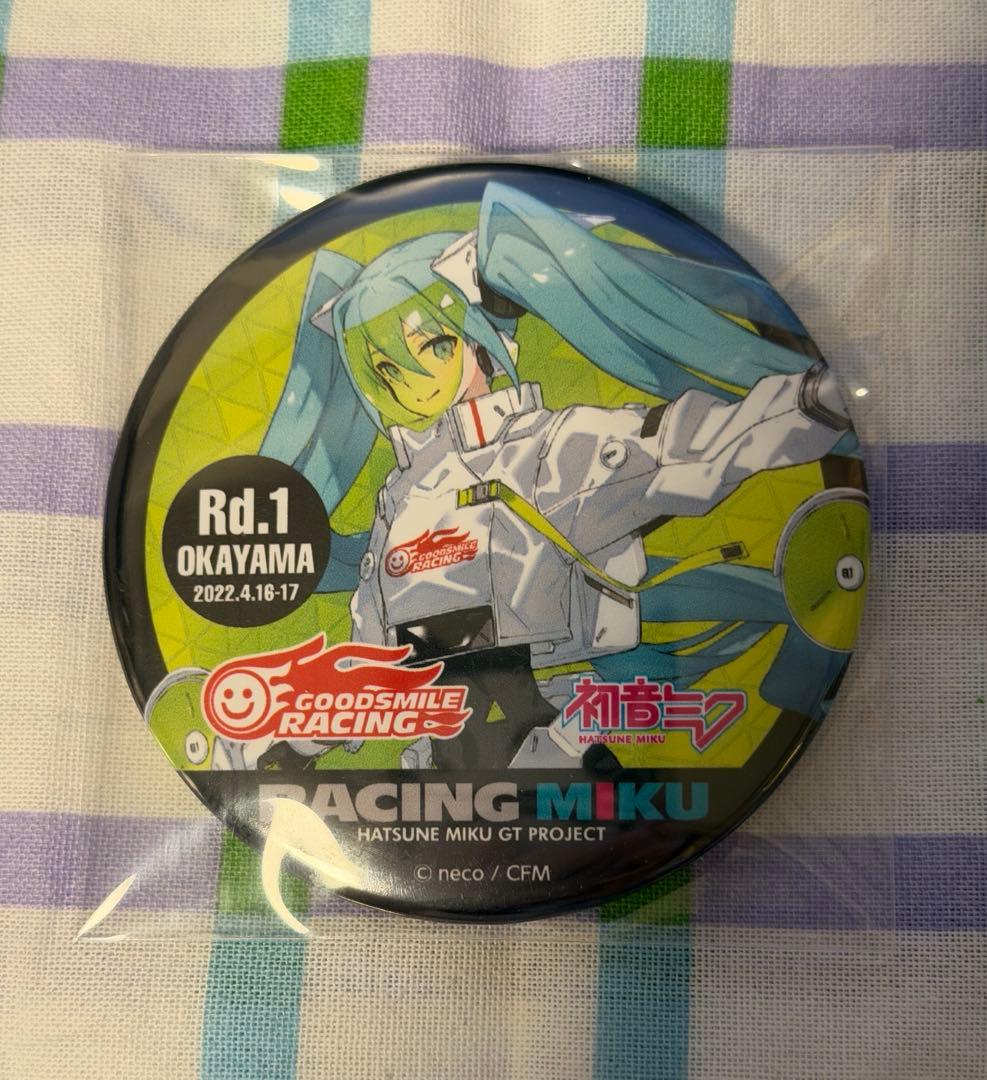 Rd.1
OKAYAMA
2022.4.16-17
GOODSMILE
RACING
GOODSMILE
RACING
初音ミク
HATSUNE MIKU
RACING MIKU
HATSUNE MIKU GT PROJECT
© neco / CFM